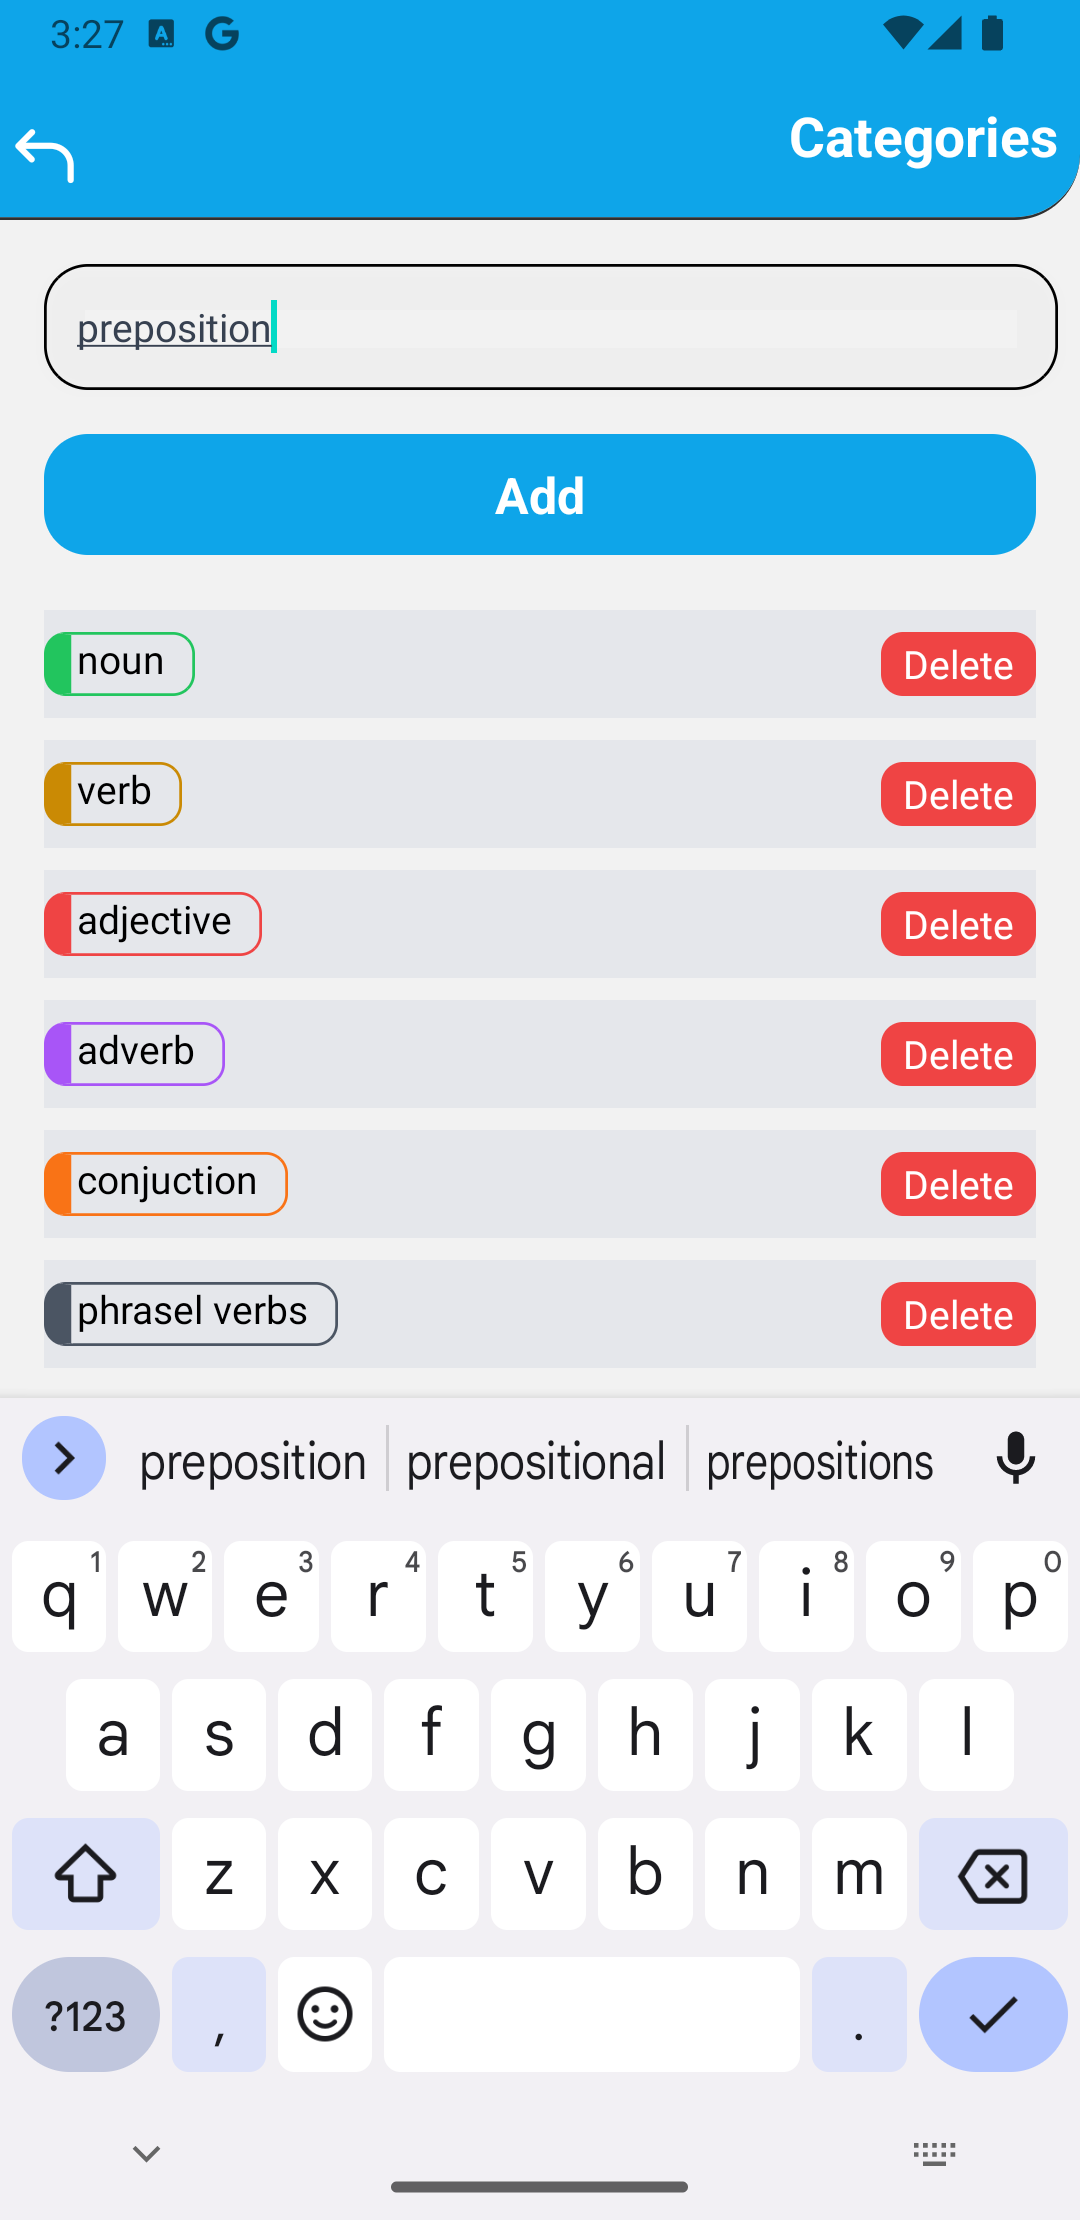 3:27
Categories
preposition
Add
noun Delete
verb Delete
adjective Delete
adverb Delete
conjuction Delete
phrasel verbs Delete
preposition prepositional prepositions
q 1 w 2 e 3 r 4 t 5 y 6 u 7 i 8 o 9 p 0
a s d f g h j k l
z x c v b n m
?123 , .